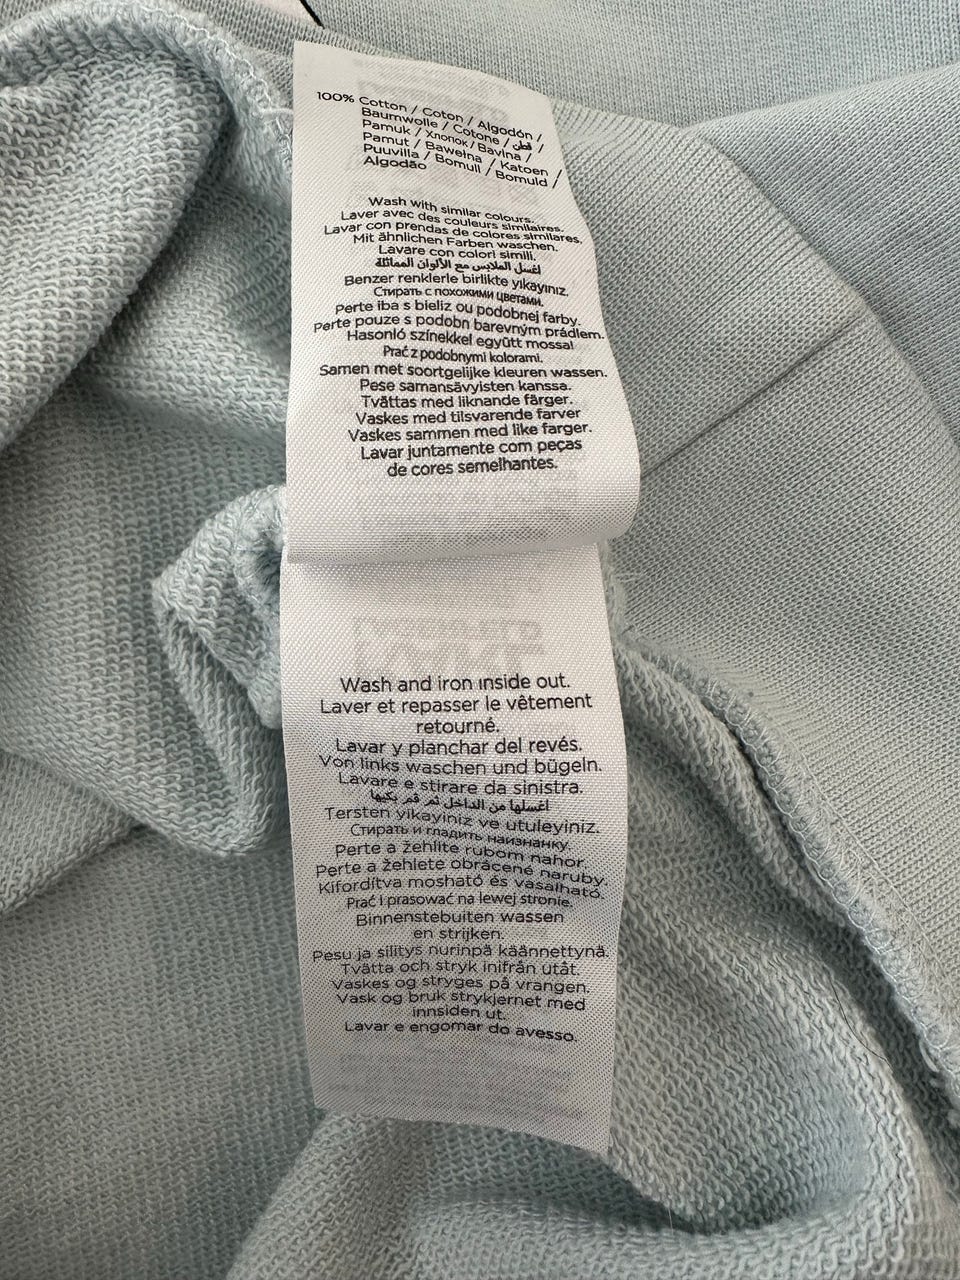 100% Cotton / Coton / Algodón /
Baumwolle / Cotone / قطن /
Pamuk / Хлопок / Bavlna /
Pamut / Bawełna / Katoen /
Puuvilla / Bomull / Bomuld /
Algodão
Wash with similar colours.
Laver avec des couleurs similaires.
Lavar con prendas de colores similares.
Mit ähnlichen Farben waschen.
Lavare con colori simili.
اغسل الملابس مع الألوان المماثلة
Benzer renklerle birlikte yıkayınız.
Стирать с похожими цветами.
Perte iba s bieliz ou podobnej farby.
Perte pouze s podobn barevným prádlem.
Hasonló színekkel együtt mossa!
Prać z podobnymi kolorami.
Samen met soortgelijke kleuren wassen.
Pese samansävyisten kanssa.
Tvättas med liknande färger.
Vaskes med tilsvarende farver
Vaskes sammen med like farger.
Lavar juntamente com peças
de cores semelhantes.
Wash and iron inside out.
Laver et repasser le vêtement
retourné.
Lavar y planchar del revés.
Von links waschen und bügeln.
Lavare e stirare da sinistra.
اغسلها من الداخل ثم قم بكيها
Tersten yıkayiniz ve utuleyiniz.
Стирать и гладить наизнанку.
Perte a žehlite rubom nahor.
Perte a žehlete obrácené naruby.
Kifordítva mosható és vasalható.
Prać i prasować na lewej stronie.
Binnenstebuiten wassen
en strijken.
Pesu ja silitys nurinpä käännettynä.
Tvätta och stryk inifrån utåt.
Vaskes og stryges på vrangen.
Vask og bruk strykjernet med
innsiden ut.
Lavar e engomar do avesso.